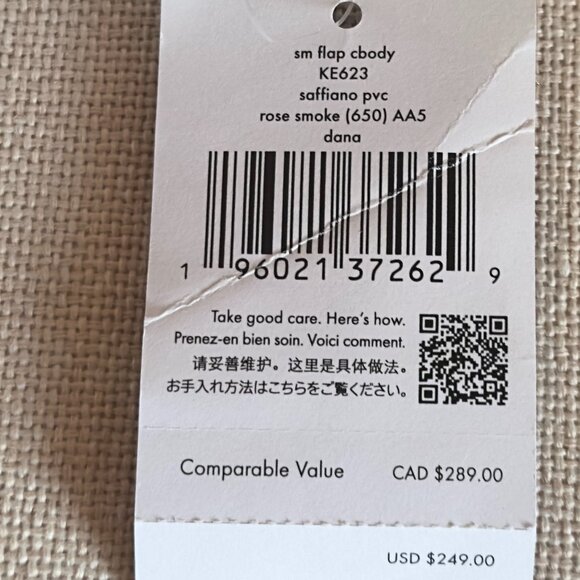 sm flap cbody
KE623
saffiano pvc
rose smoke (650) AA5
dana
1 96021 37262 9
Take good care. Here's how.
Prenez-en bien soin. Voici comment.
请妥善维护。这里是具体做法。
お手入れ方法はこちらをご覧ください。
Comparable Value CAD $289.00
USD $249.00